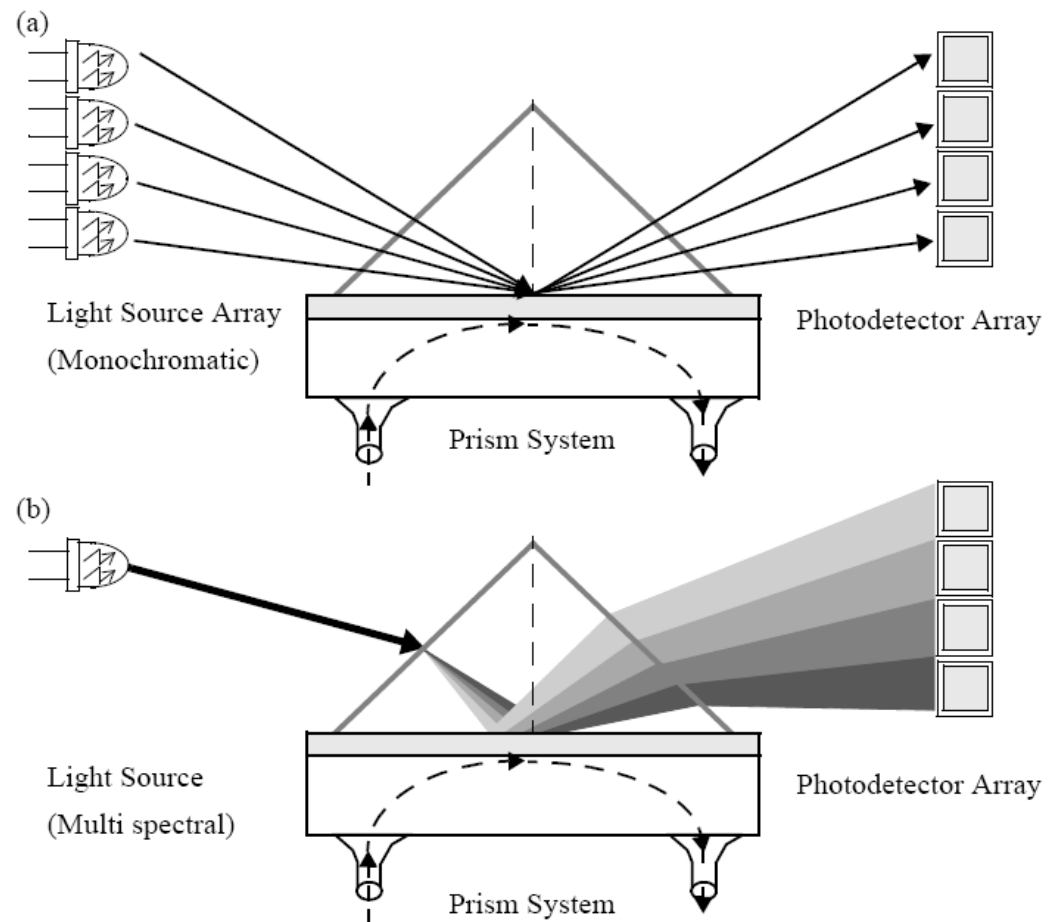 (a)
Light Source Array
(Monochromatic)
Photodetector Array
Prism System
(b)
Light Source
(Multi spectral)
Photodetector Array
Prism System